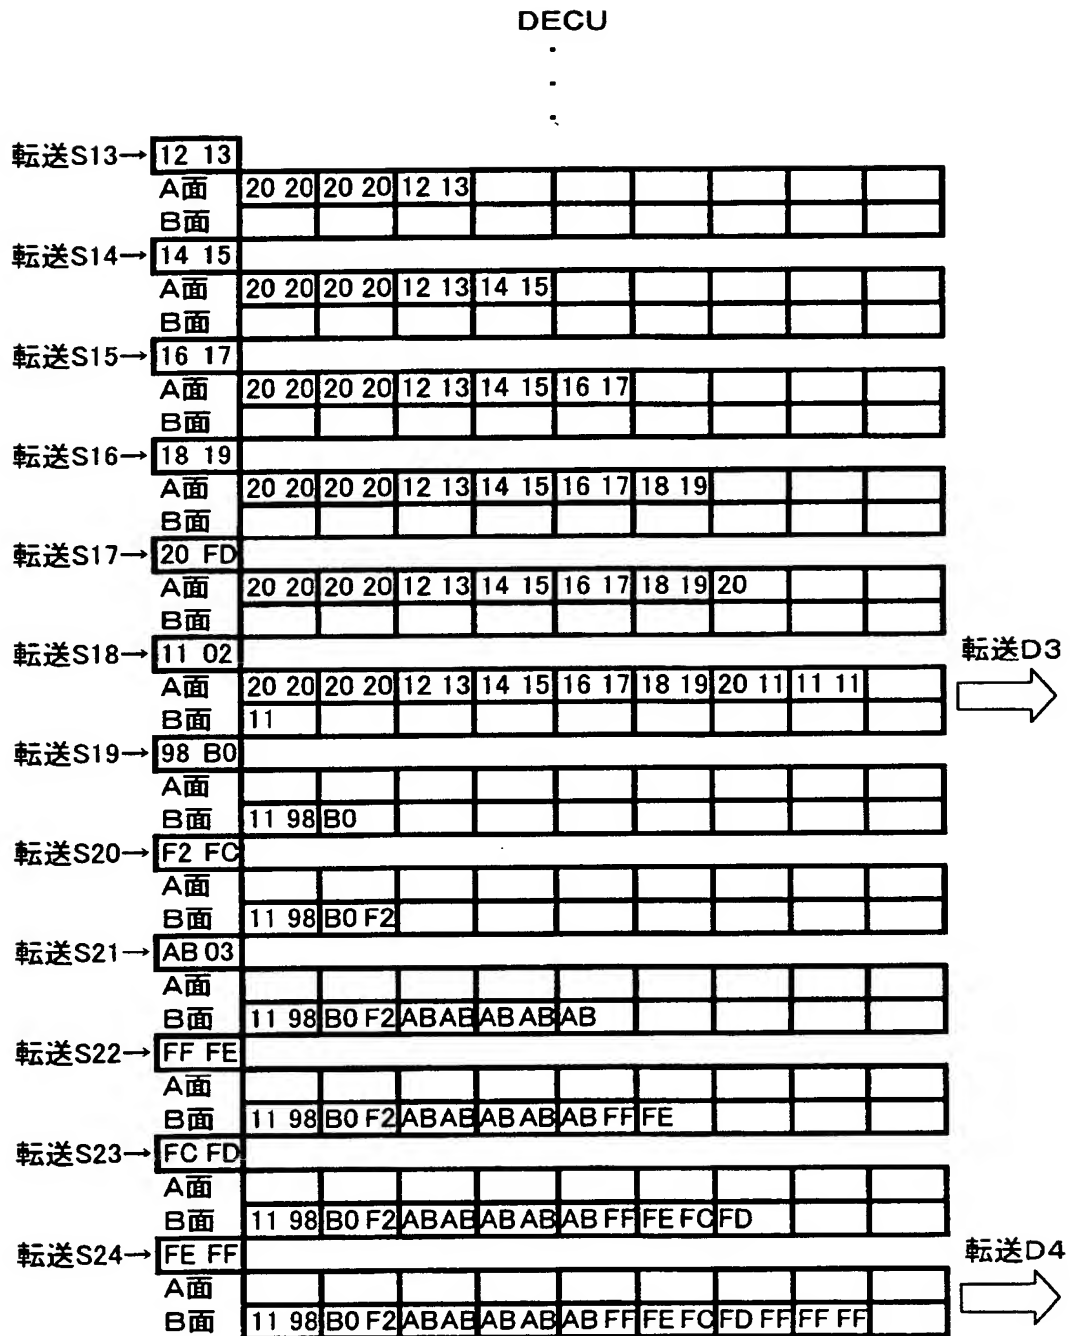 DECU
転送S13→ 12 13
A面 20 20 20 20 12 13
B面
転送S14→ 14 15
A面 20 20 20 20 12 13 14 15
B面
転送S15→ 16 17
A面 20 20 20 20 12 13 14 15 16 17
B面
転送S16→ 18 19
A面 20 20 20 20 12 13 14 15 16 17 18 19
B面
転送S17→ 20 FD
A面 20 20 20 20 12 13 14 15 16 17 18 19 20
B面
転送S18→ 11 02 転送D3
A面 20 20 20 20 12 13 14 15 16 17 18 19 20 11 11 11
B面 11
転送S19→ 98 B0
A面
B面 11 98 B0
転送S20→ F2 FC
A面
B面 11 98 B0 F2
転送S21→ AB 03
A面
B面 11 98 B0 F2 AB AB AB AB AB
転送S22→ FF FE
A面
B面 11 98 B0 F2 AB AB AB AB AB FF FE
転送S23→ FC FD
A面
B面 11 98 B0 F2 AB AB AB AB AB FF FE FC FD
転送S24→ FE FF 転送D4
A面
B面 11 98 B0 F2 AB AB AB AB AB FF FE FC FD FF FF FF